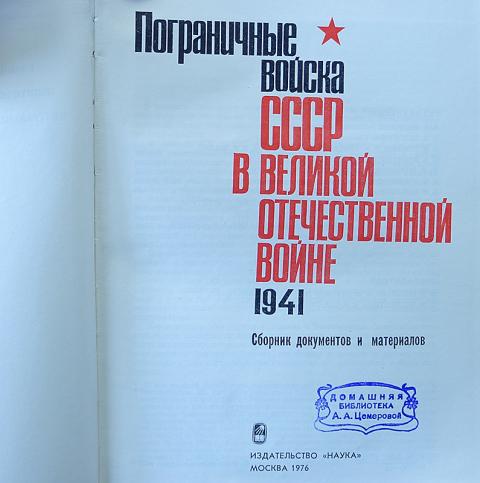 Пограничные
войска
СССР
В ВЕЛИКОЙ
ОТЕЧЕСТВЕННОЙ
ВОЙНЕ
1941
Сборник документов и материалов
ДОМАШНЯЯ
БИБЛИОТЕКА
А. А. Цемеровой
ИЗДАТЕЛЬСТВО «НАУКА»
МОСКВА 1976